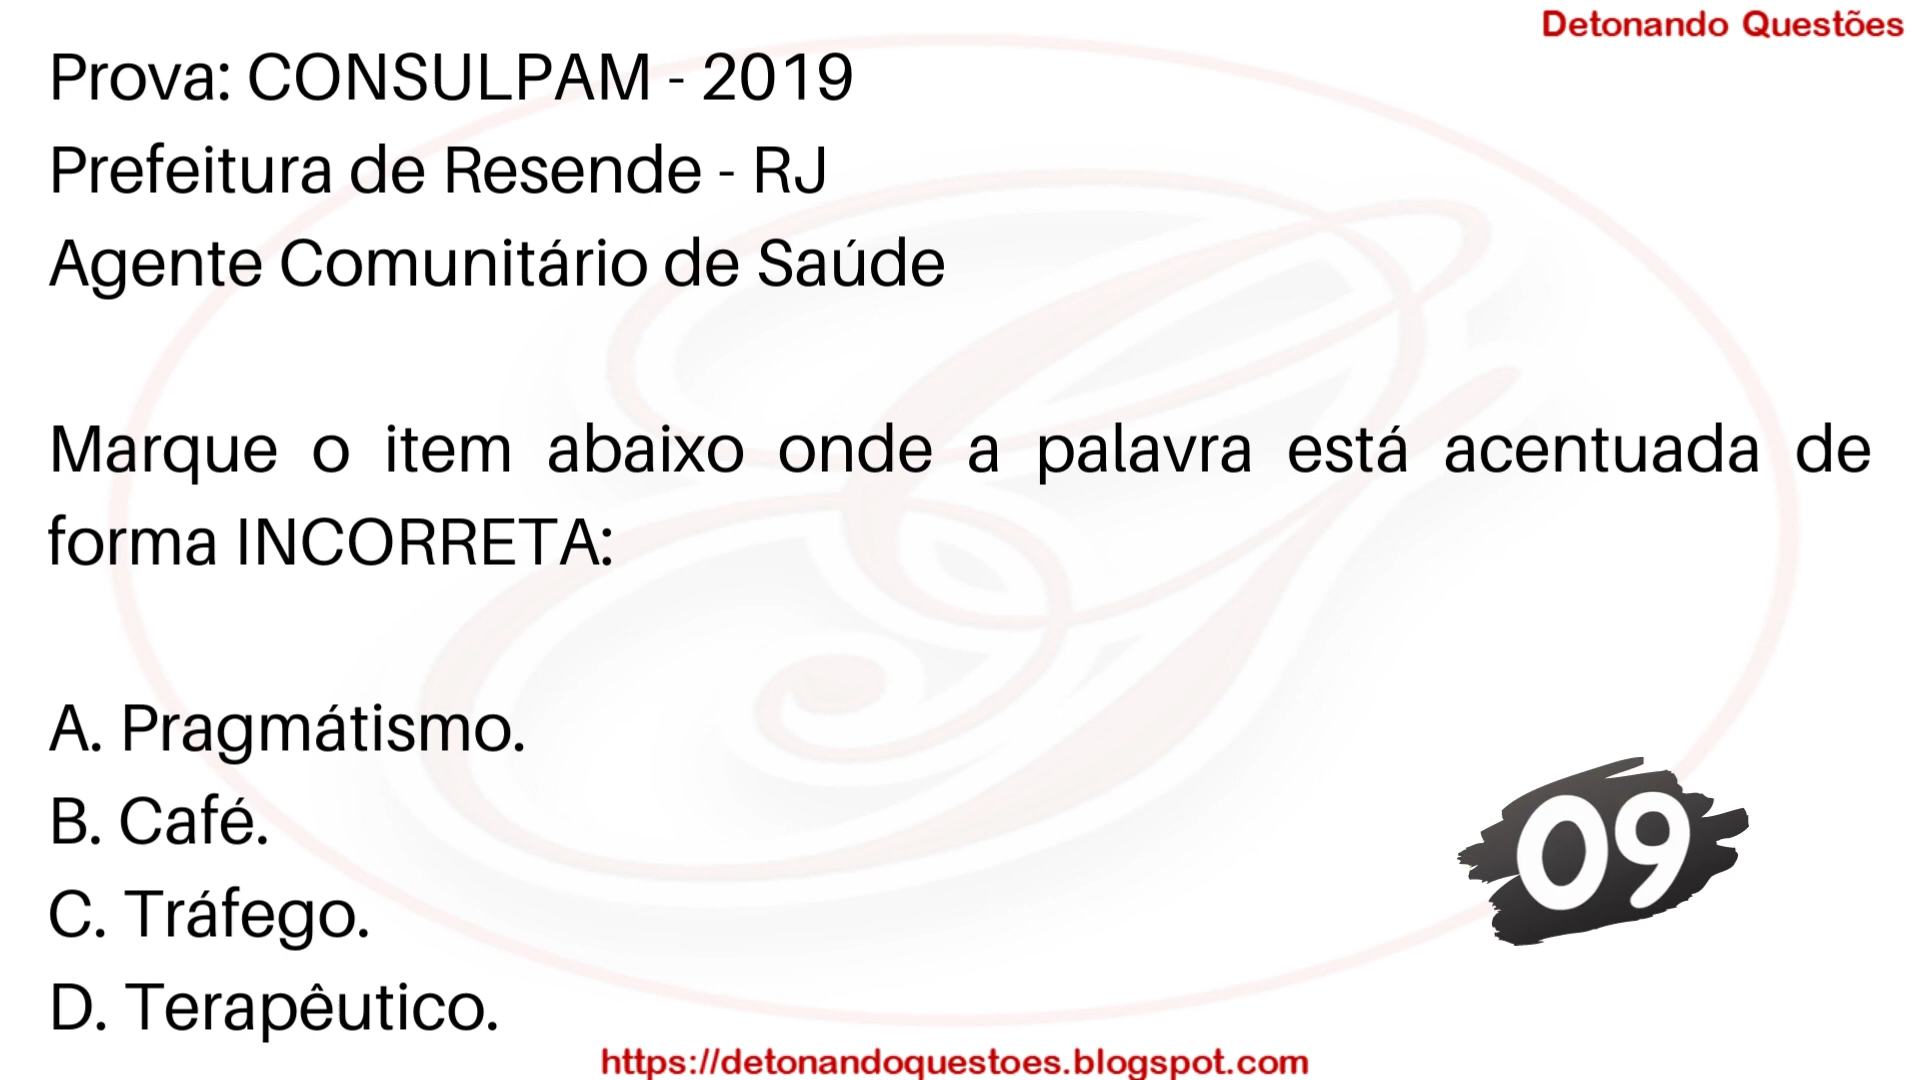 Detonando Questões
Prova: CONSULPAM - 2019
Prefeitura de Resende - RJ
Agente Comunitário de Saúde
Marque o item abaixo onde a palavra está acentuada de
forma INCORRETA:
A. Pragmátismo.
B. Café.
C. Tráfego.
D. Terapêutico.
09
https://detonandoquestoes.blogspot.com